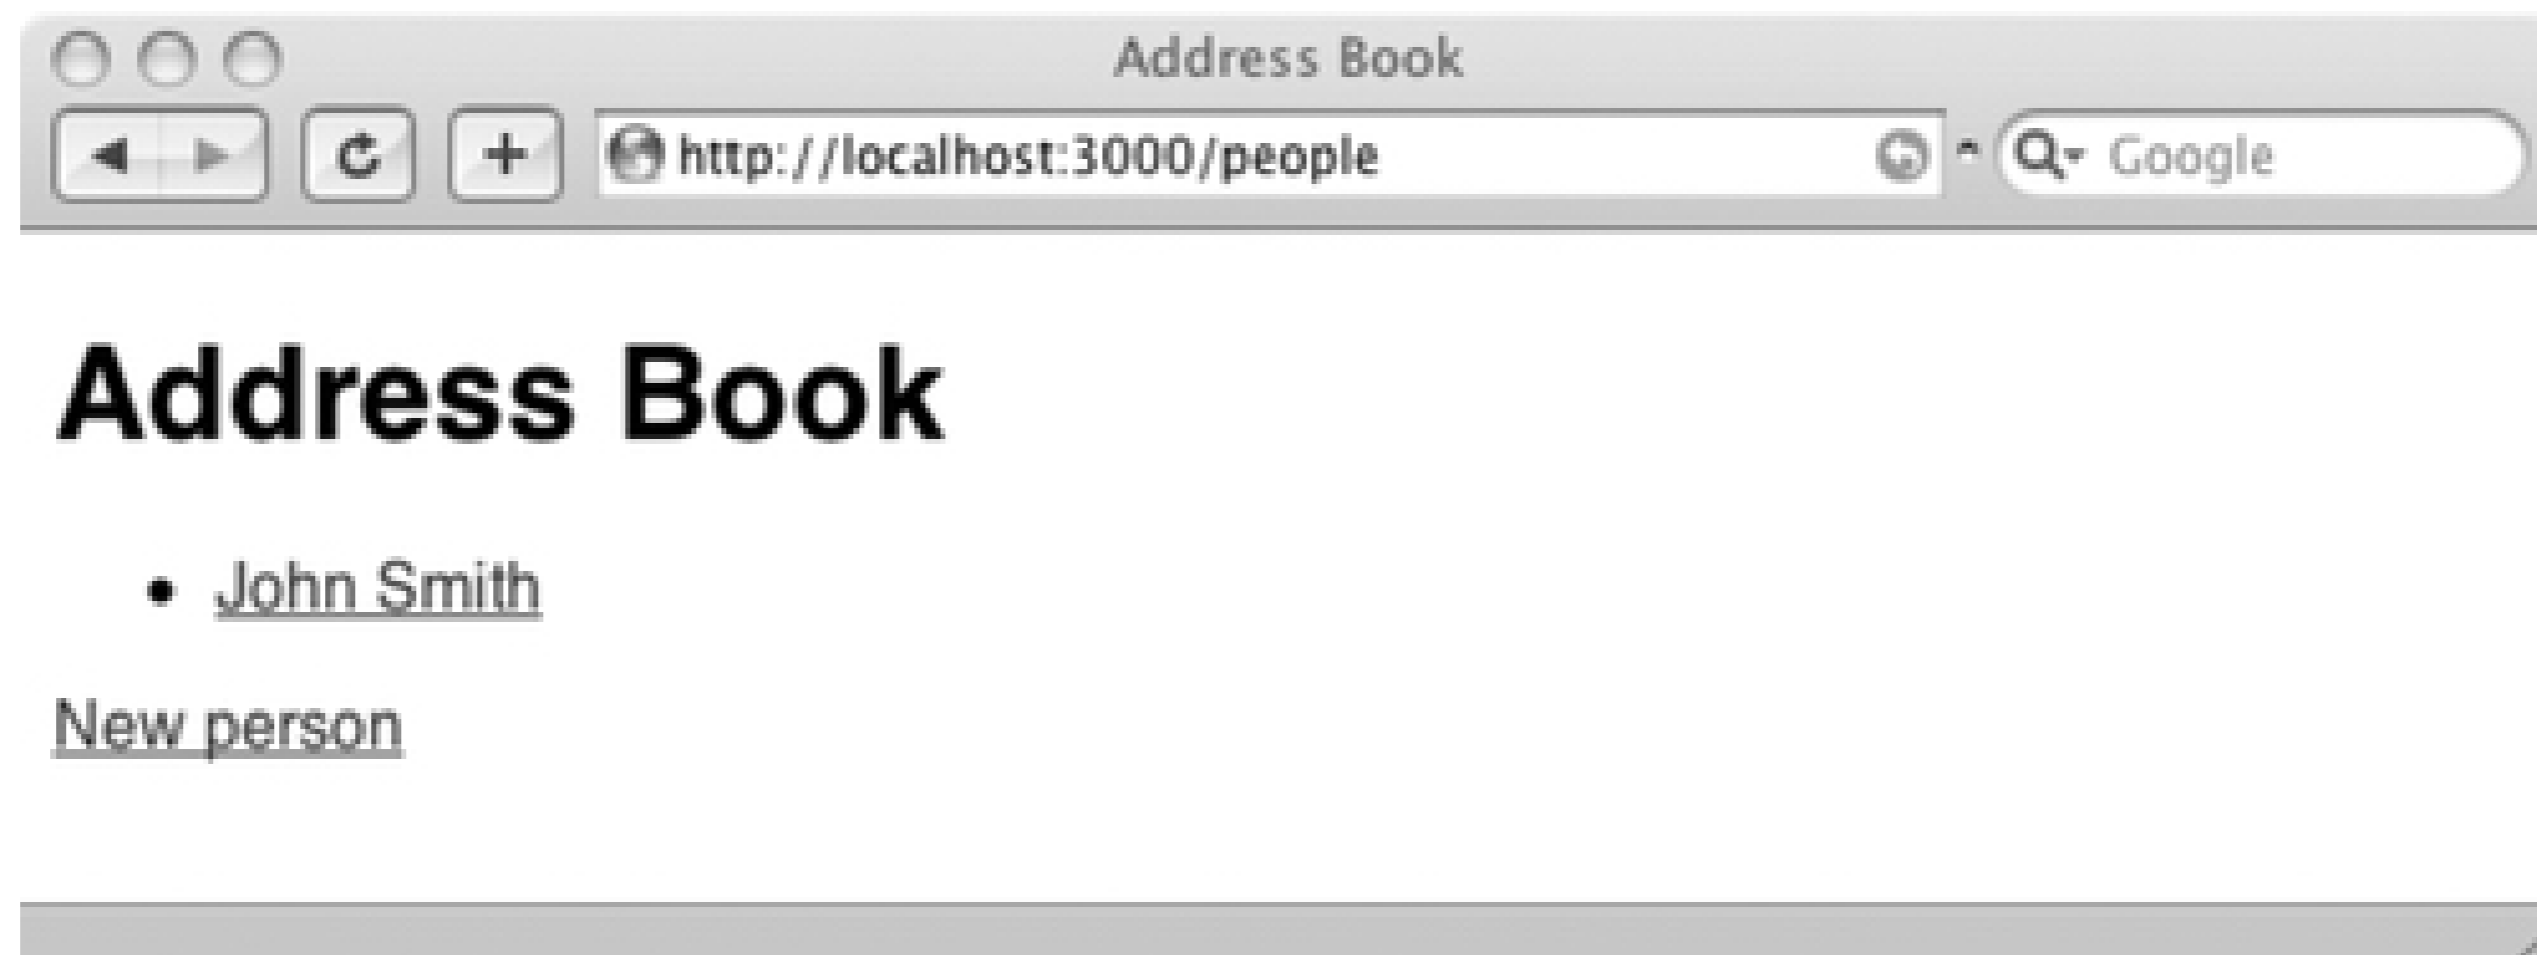 Address Book
http://localhost:3000/people Google
Address Book
• John Smith
New person